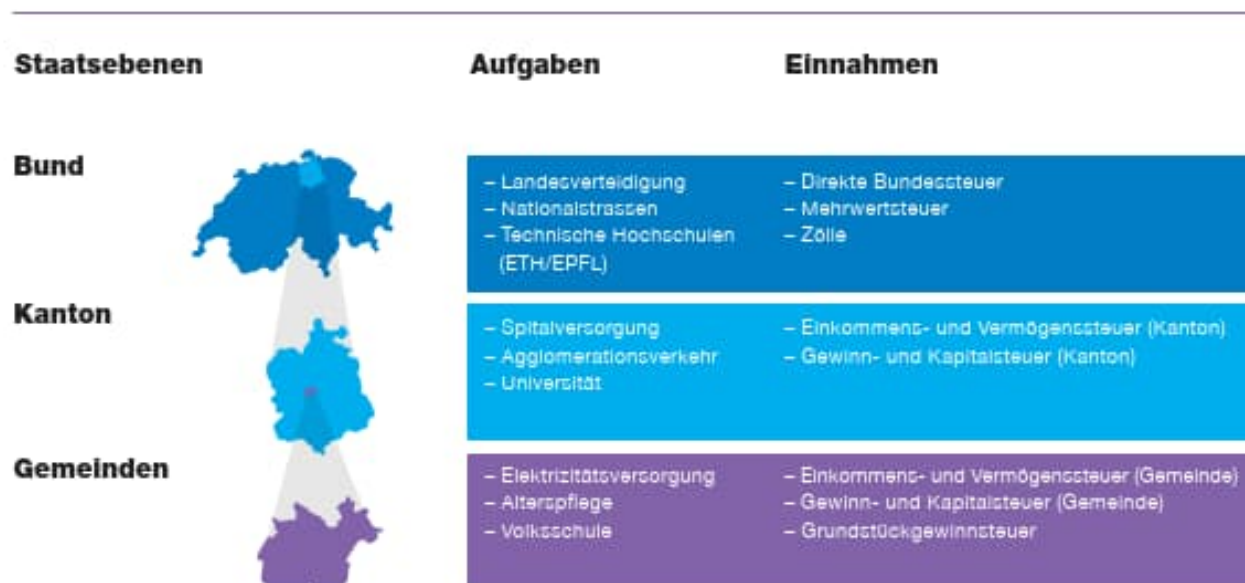 Staatsebenen
Aufgaben
Einnahmen
Bund
– Landesverteidigung
– Nationalstrassen
– Technische Hochschulen
(ETH/EPFL)
– Direkte Bundessteuer
– Mehrwertsteuer
– Zölle
Kanton
– Spitalversorgung
– Agglomerationsverkehr
– Universität
– Einkommens- und Vermögenssteuer (Kanton)
– Gewinn- und Kapitalsteuer (Kanton)
Gemeinden
– Elektrizitätsversorgung
– Alterspflege
– Volksschule
– Einkommens- und Vermögenssteuer (Gemeinde)
– Gewinn- und Kapitalsteuer (Gemeinde)
– Grundstückgewinnsteuer